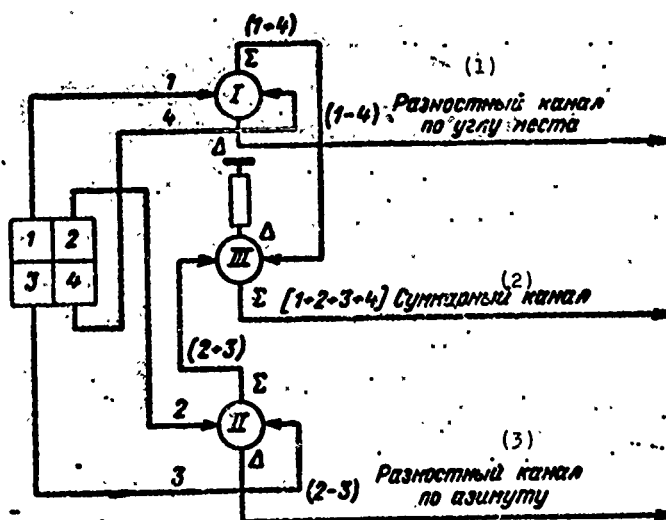 (1+4)
Σ
(1)
1
I
4
(1-4) Разностный канал
по углу места
Δ
Δ
1 2
III
3 4
Σ [1+2+3+4] Суммарный канал (2)
(2+3)
Σ
2
II
(3)
Δ
3
(2-3) Разностный канал
по азимуту